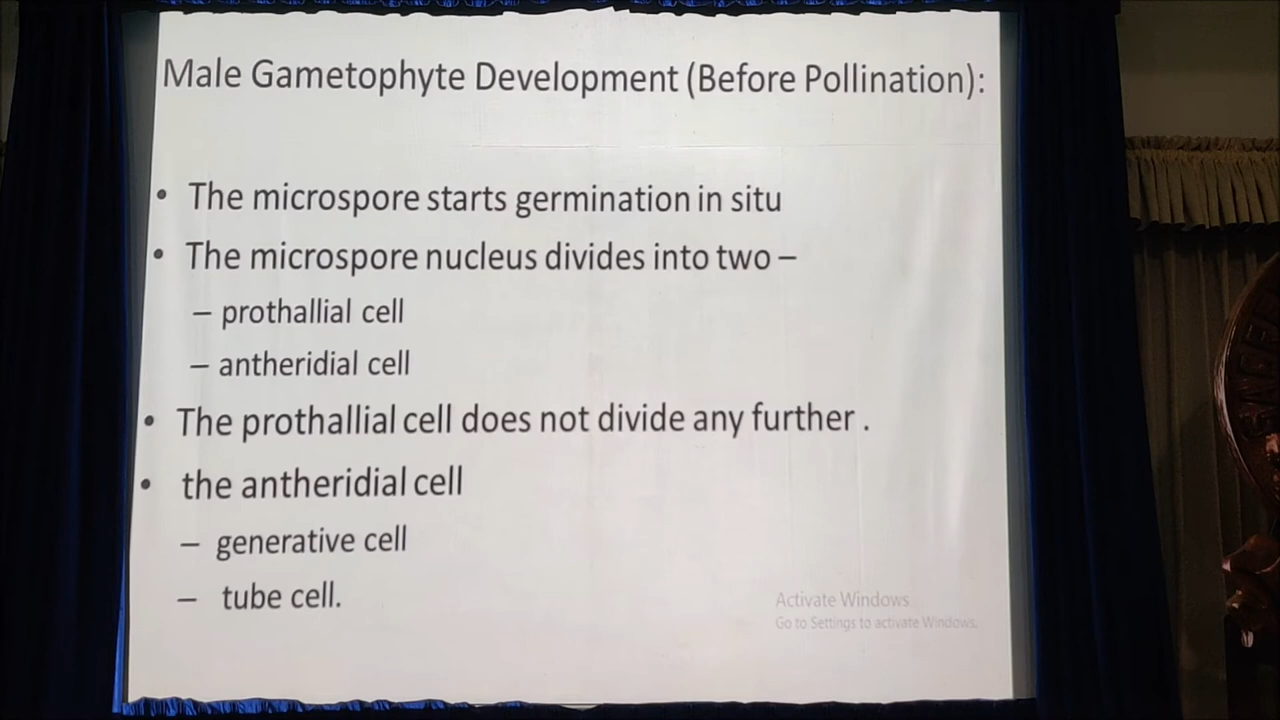 Male Gametophyte Development (Before Pollination):
• The microspore starts germination in situ
• The microspore nucleus divides into two –
– prothallial cell
– antheridial cell
• The prothallial cell does not divide any further .
• the antheridial cell
– generative cell
– tube cell.
Activate Windows
Go to Settings to activate Windows.